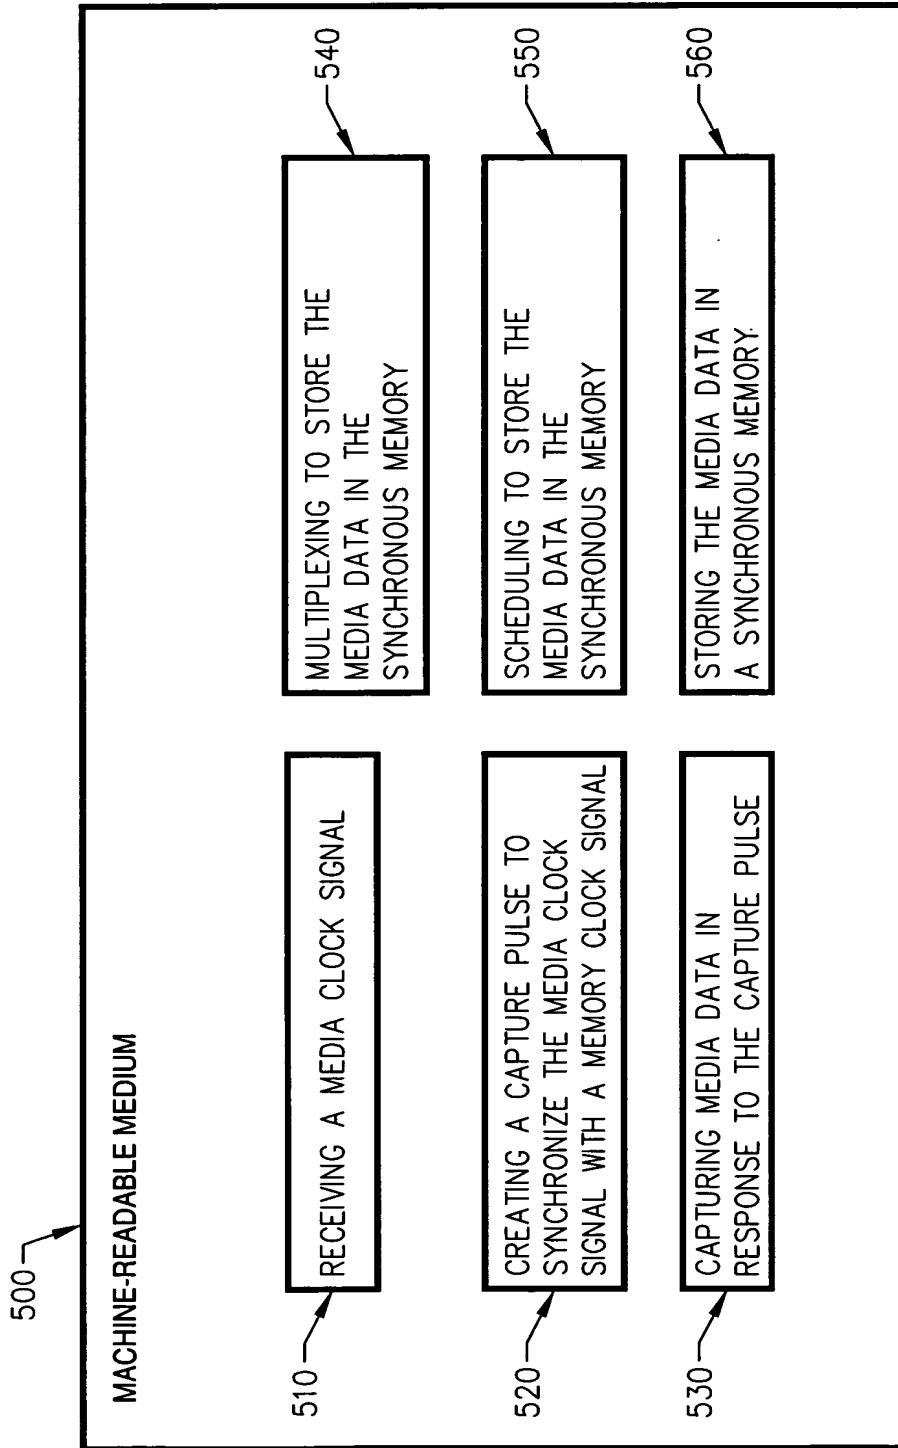 500
MACHINE-READABLE MEDIUM
510
RECEIVING A MEDIA CLOCK SIGNAL
520
CREATING A CAPTURE PULSE TO
SYNCHRONIZE THE MEDIA CLOCK
SIGNAL WITH A MEMORY CLOCK SIGNAL
530
CAPTURING MEDIA DATA IN
RESPONSE TO THE CAPTURE PULSE
540
MULTIPLEXING TO STORE THE
MEDIA DATA IN THE
SYNCHRONOUS MEMORY
550
SCHEDULING TO STORE THE
MEDIA DATA IN THE
SYNCHRONOUS MEMORY
560
STORING THE MEDIA DATA IN
A SYNCHRONOUS MEMORY